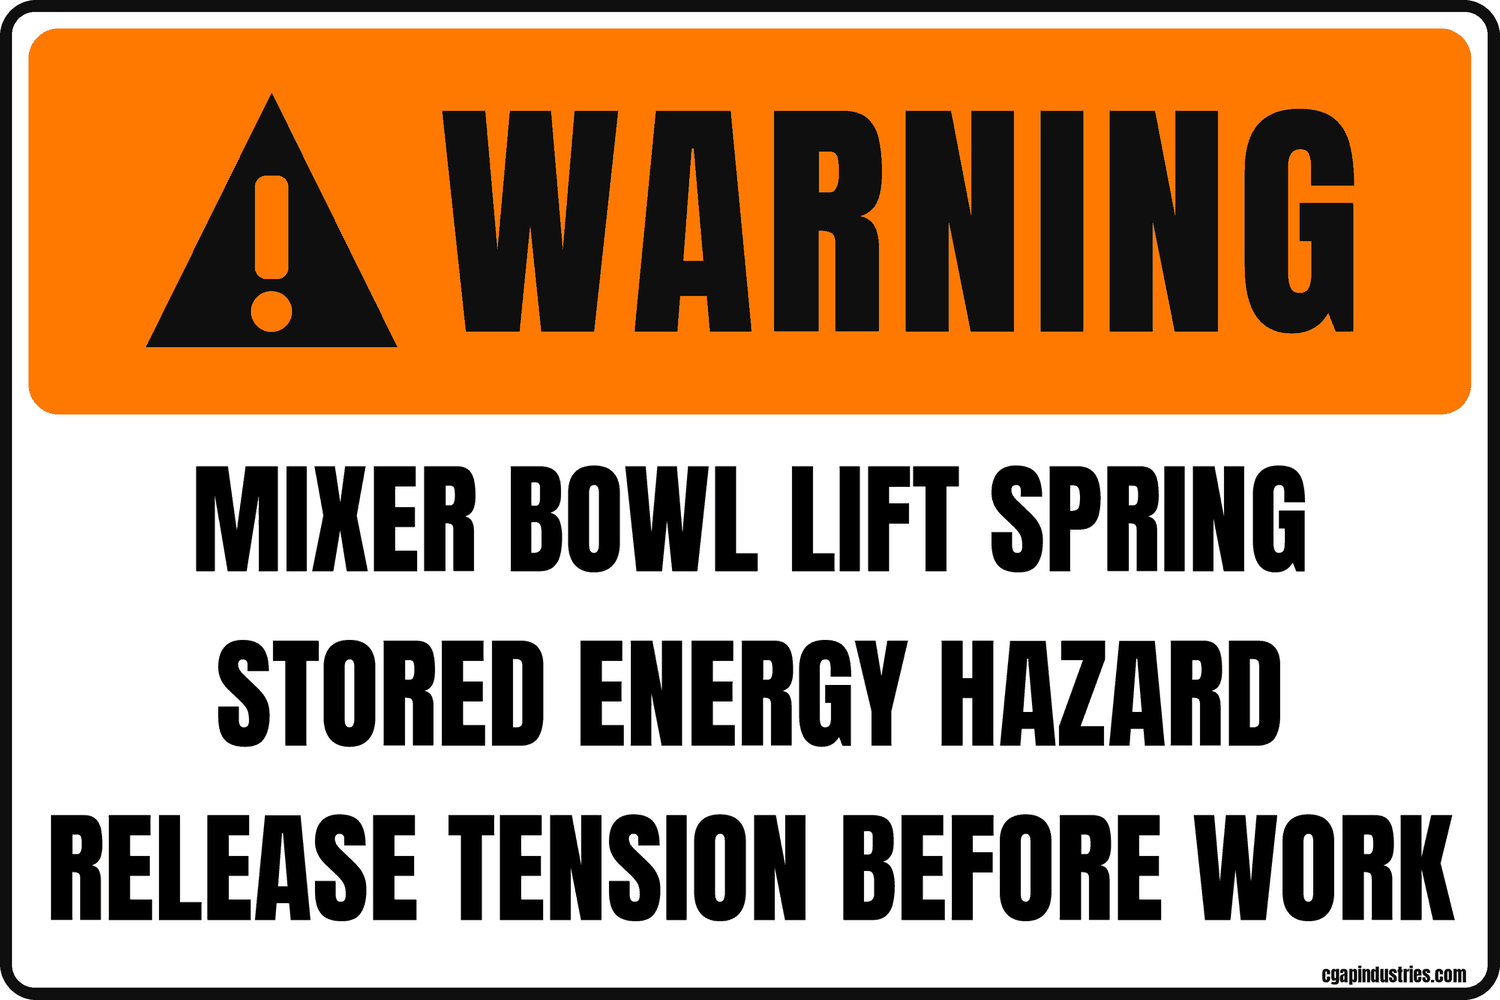 WARNING
MIXER BOWL LIFT SPRING
STORED ENERGY HAZARD
RELEASE TENSION BEFORE WORK
cgapindustries.com